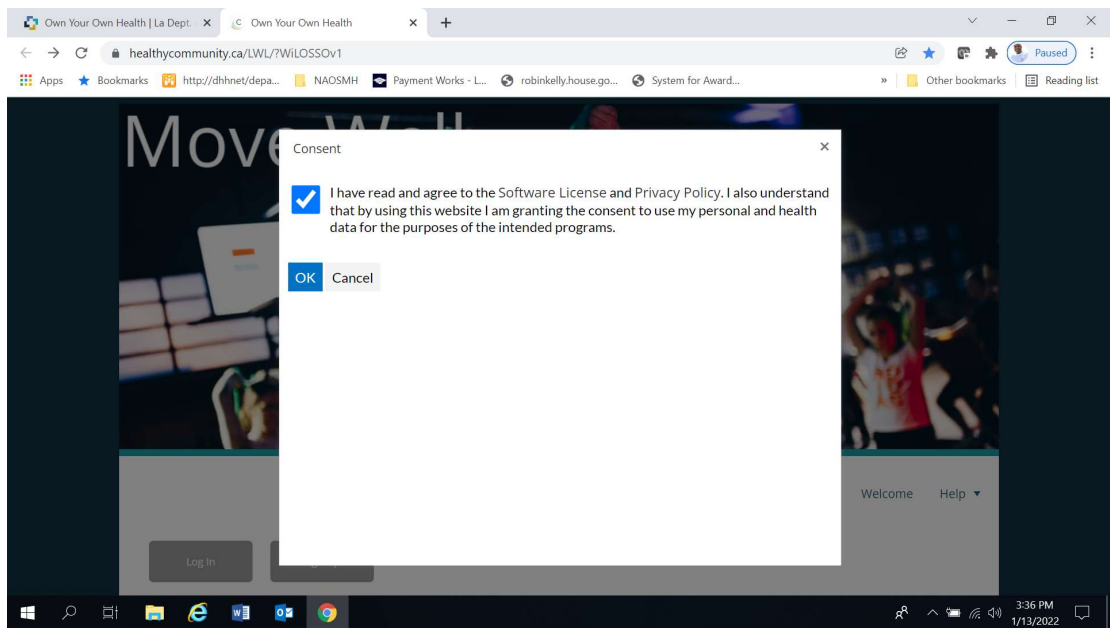 Own Your Own Health | La Dept.
Own Your Own Health
healthycommunity.ca/LWL/?WiLOSSOv1
Paused
Apps
Bookmarks
http://dhhnet/depa...
NAOSMH
Payment Works - L...
robinkelly.house.go...
System for Award...
»
Other bookmarks
Reading list
Consent
I have read and agree to the Software License and Privacy Policy. I also understand
that by using this website I am granting the consent to use my personal and health
data for the purposes of the intended programs.
OK Cancel
Welcome Help
Log In
3:36 PM
1/13/2022